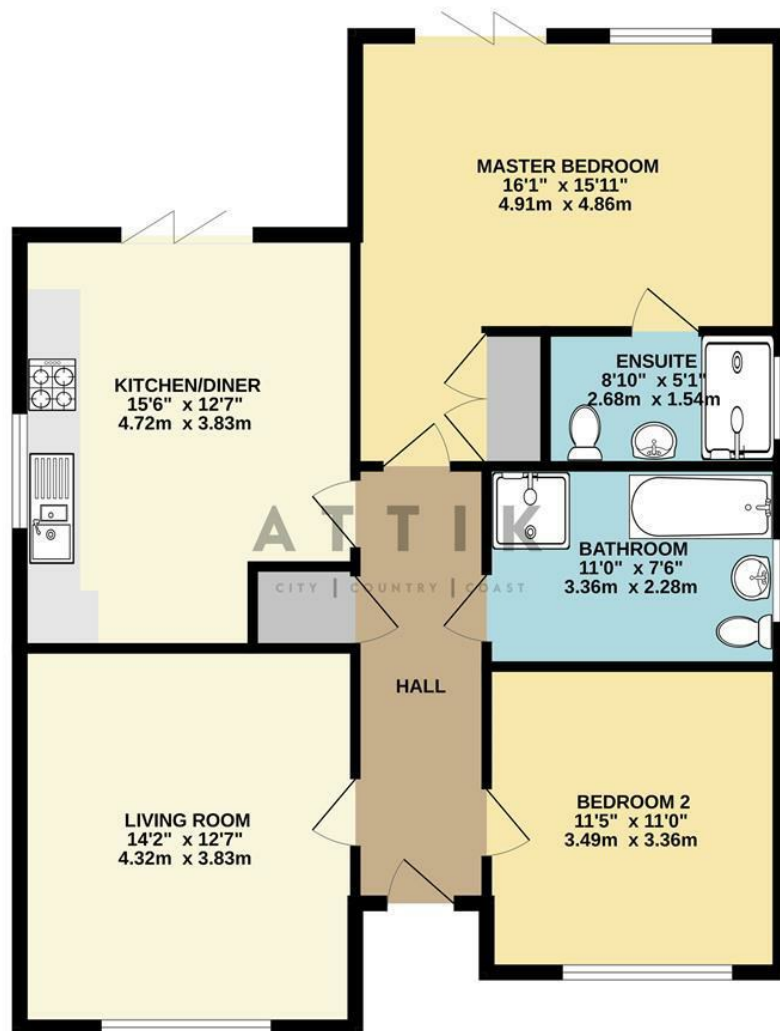 MASTER BEDROOM
16'1" x 15'11"
4.91m x 4.86m
KITCHEN/DINER
15'6" x 12'7"
4.72m x 3.83m
ENSUITE
8'10" x 5'1"
2.68m x 1.54m
ATTIK
CITY | COUNTRY | COAST
BATHROOM
11'0" x 7'6"
3.36m x 2.28m
HALL
LIVING ROOM
14'2" x 12'7"
4.32m x 3.83m
BEDROOM 2
11'5" x 11'0"
3.49m x 3.36m